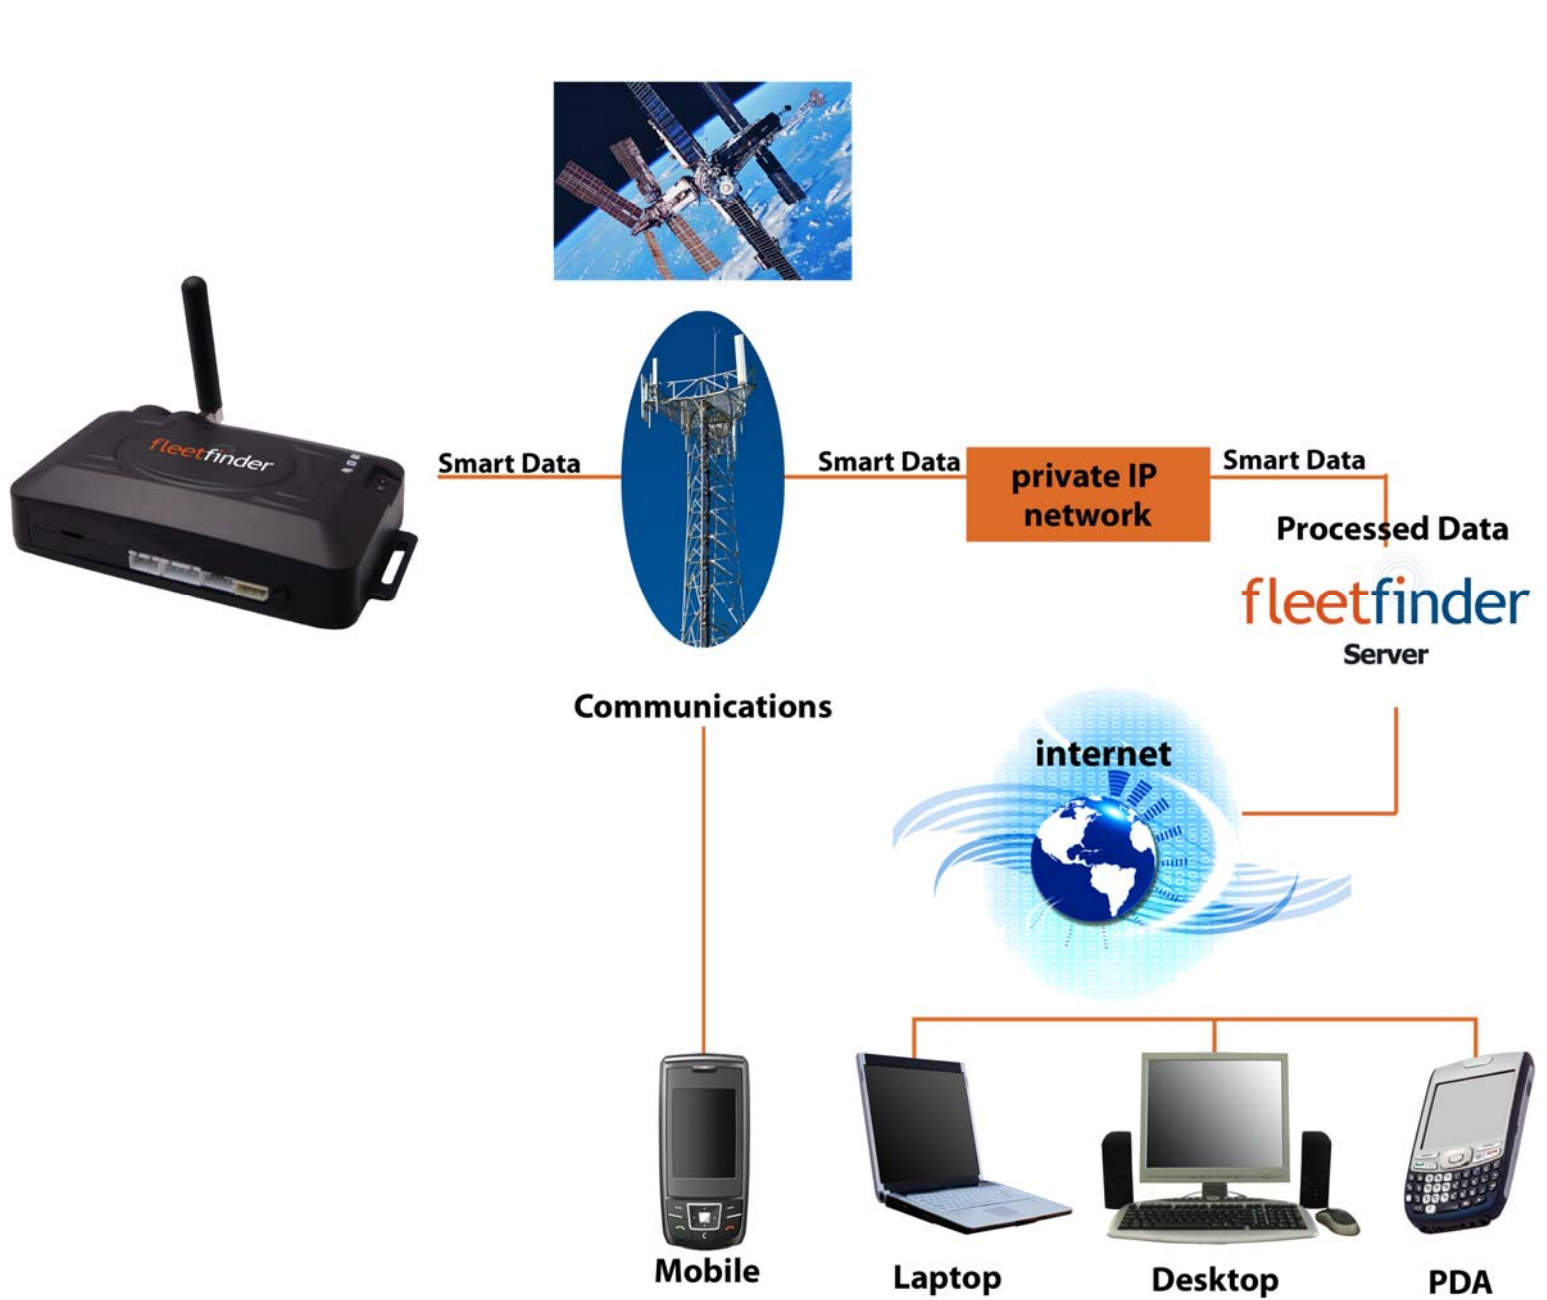 fleetfinder
Smart Data
Smart Data
private IP
network
Smart Data
Processed Data
fleetfinder
Server
Communications
internet
Mobile
Laptop
Desktop
PDA